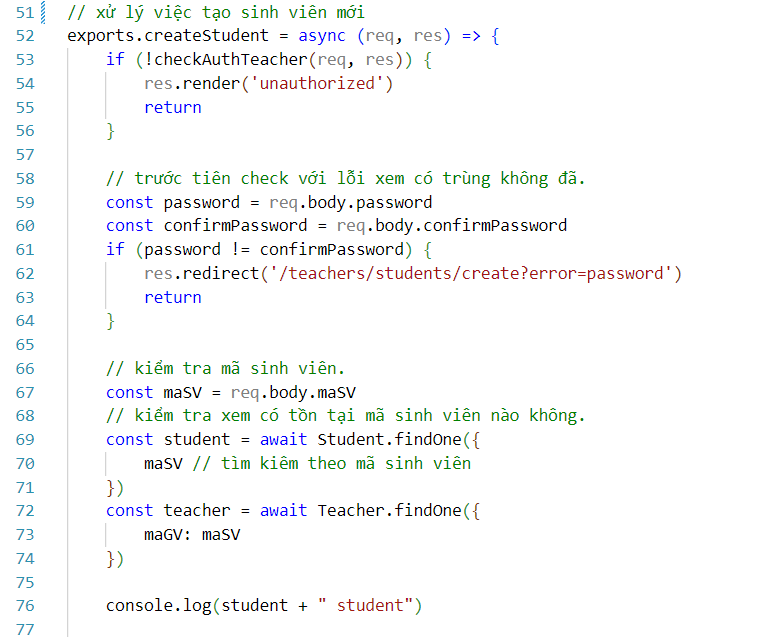 51 // xử lý việc tạo sinh viên mới
52 exports.createStudent = async (req, res) => {
53     if (!checkAuthTeacher(req, res)) {
54         res.render('unauthorized')
55         return
56     }
57
58     // trước tiên check với lỗi xem có trùng không đã.
59     const password = req.body.password
60     const confirmPassword = req.body.confirmPassword
61     if (password != confirmPassword) {
62         res.redirect('/teachers/students/create?error=password')
63         return
64     }
65
66     // kiểm tra mã sinh viên.
67     const maSV = req.body.maSV
68     // kiểm tra xem có tồn tại mã sinh viên nào không.
69     const student = await Student.findOne({
70         maSV // tìm kiêm theo mã sinh viên
71     })
72     const teacher = await Teacher.findOne({
73         maGV: maSV
74     })
75
76     console.log(student + " student")
77